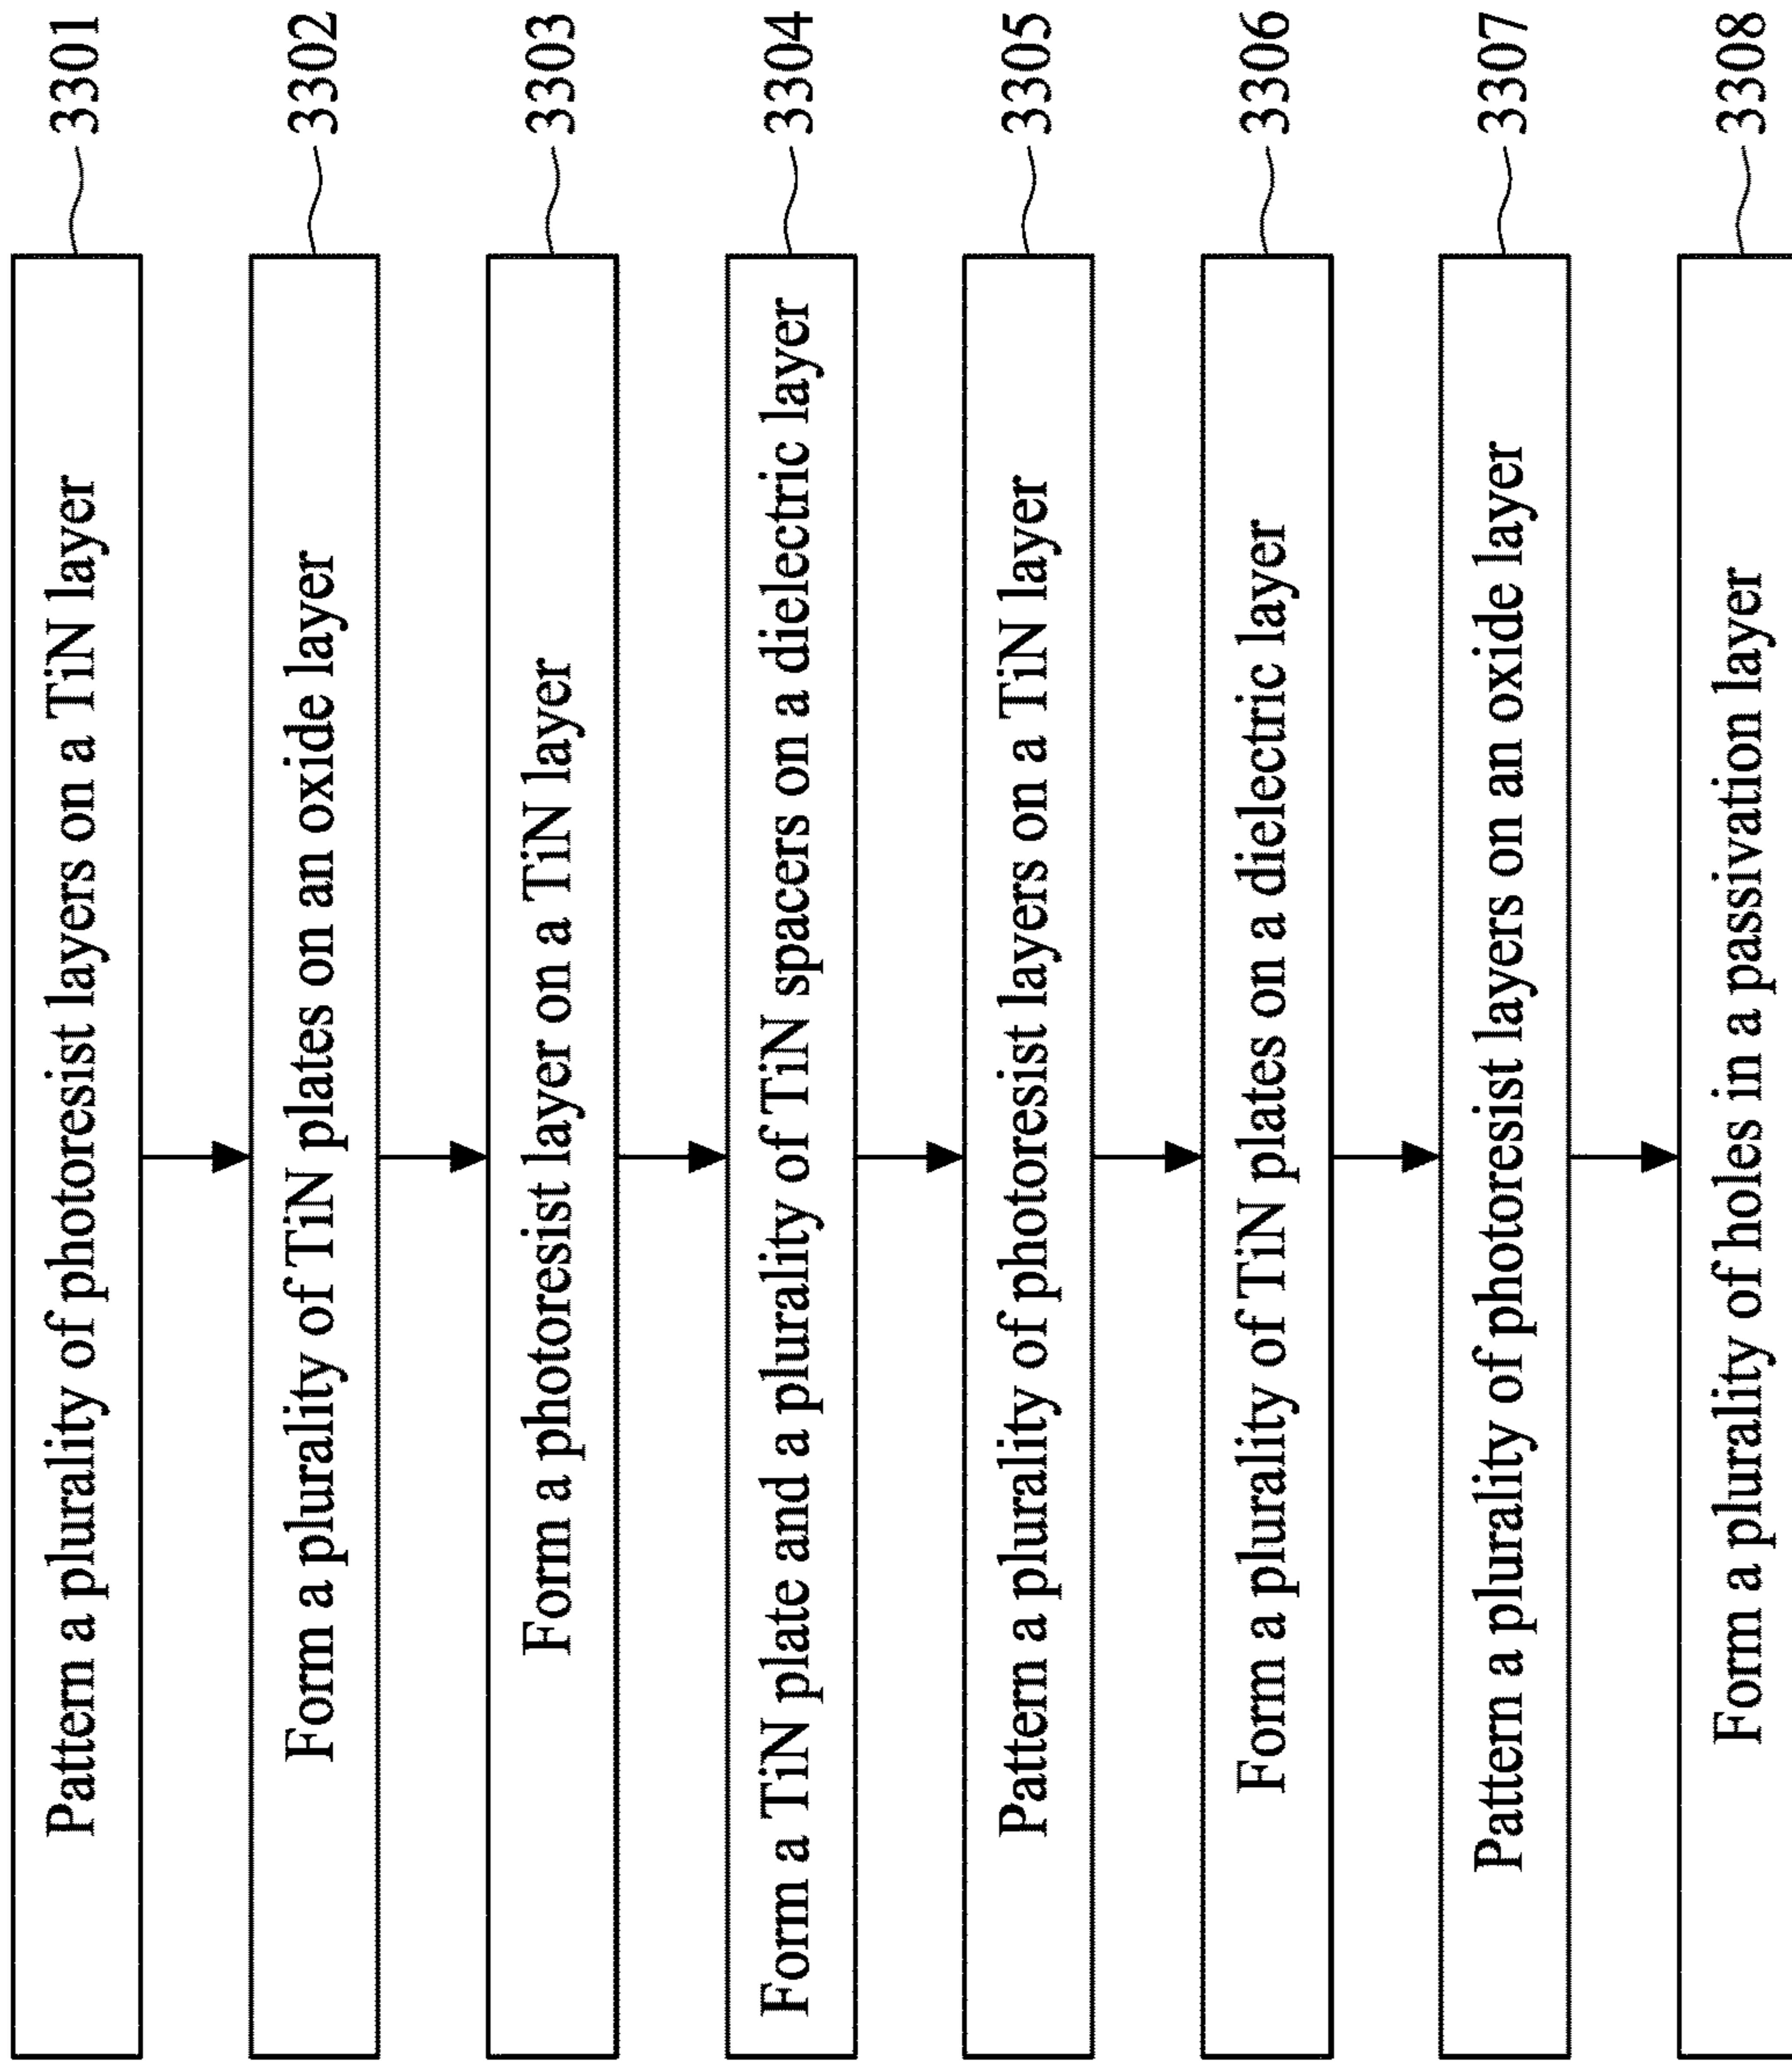 Pattern a plurality of photoresist layers on a TiN layer 3301
Form a plurality of TiN plates on an oxide layer 3302
Form a photoresist layer on a TiN layer 3303
Form a TiN plate and a plurality of TiN spacers on a dielectric layer 3304
Pattern a plurality of photoresist layers on a TiN layer 3305
Form a plurality of TiN plates on a dielectric layer 3306
Pattern a plurality of photoresist layers on an oxide layer 3307
Form a plurality of holes in a passivation layer 3308